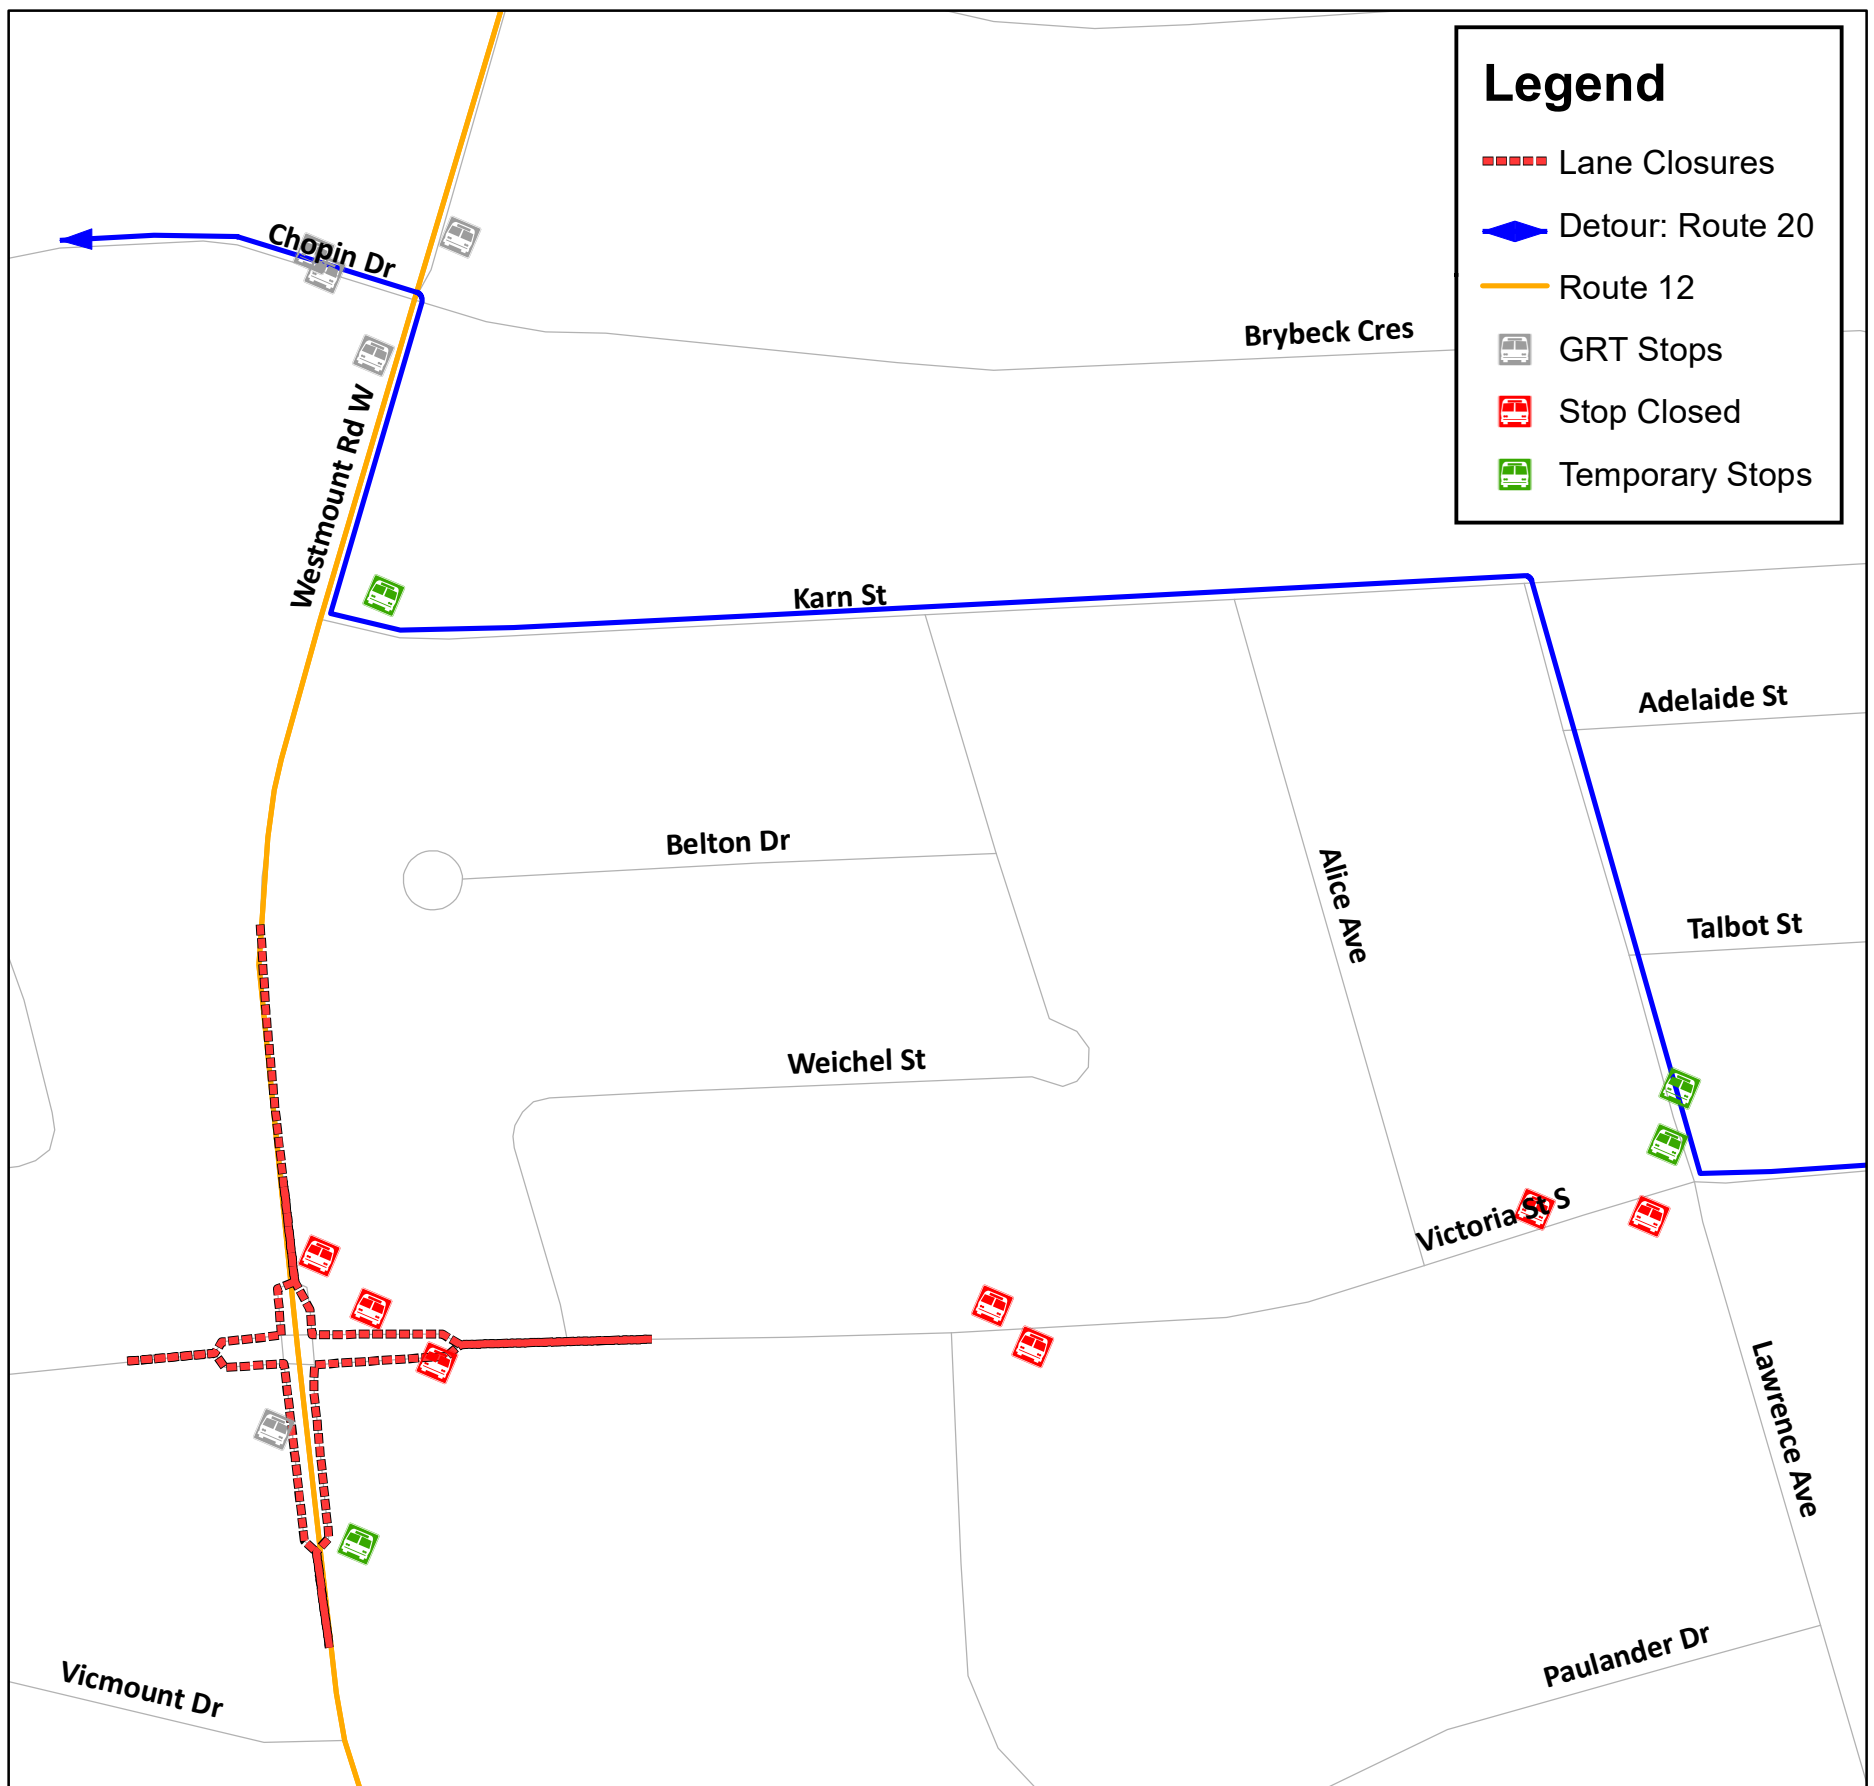 Legend
Lane Closures
Detour: Route 20
Route 12
GRT Stops
Stop Closed
Temporary Stops
Chopin Dr
Brybeck Cres
Westmount Rd W
Karn St
Adelaide St
Belton Dr
Alice Ave
Talbot St
Weichel St
Victoria St S
Lawrence Ave
Paulander Dr
Vicmount Dr